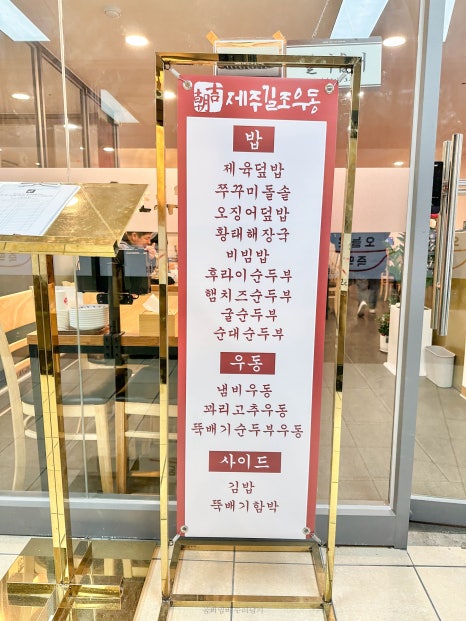 제주길조우동
밥
제육덮밥
쭈꾸미돌솥
오징어덮밥
황태해장국
비빔밥
후라이순두부
햄치즈순두부
굴순두부
순대순두부
우동
냄비우동
꽈리고추우동
뚝배기순두부우동
사이드
김밥
뚝배기함박